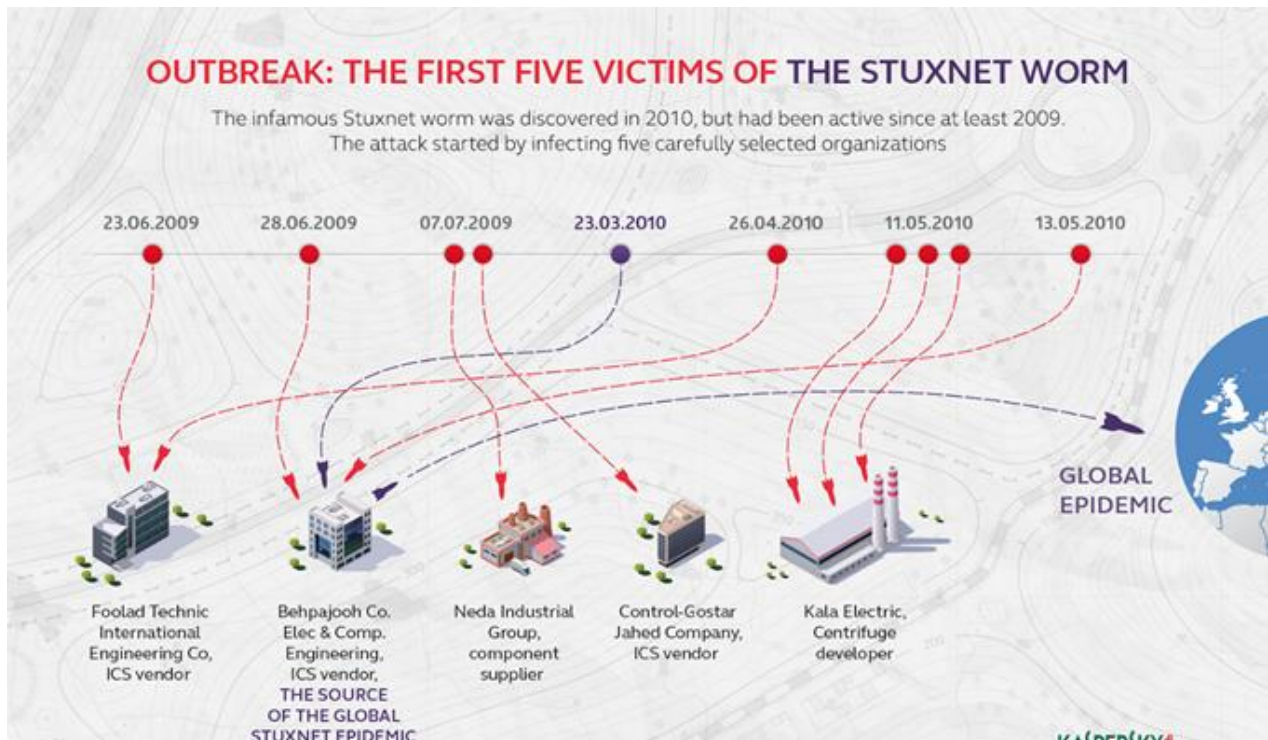 OUTBREAK: THE FIRST FIVE VICTIMS OF THE STUXNET WORM
The infamous Stuxnet worm was discovered in 2010, but had been active since at least 2009.
The attack started by infecting five carefully selected organizations
23.06.2009 28.06.2009 07.07.2009 23.03.2010 26.04.2010 11.05.2010 13.05.2010
GLOBAL
EPIDEMIC
Foolad Technic
International
Engineering Co,
ICS vendor
Behpajooh Co.
Elec & Comp.
Engineering,
ICS vendor,
THE SOURCE
OF THE GLOBAL
STUXNET EPIDEMIC
Neda Industrial
Group,
component
supplier
Control-Gostar
Jahed Company,
ICS vendor
Kala Electric,
Centrifuge
developer
KASPERSKY